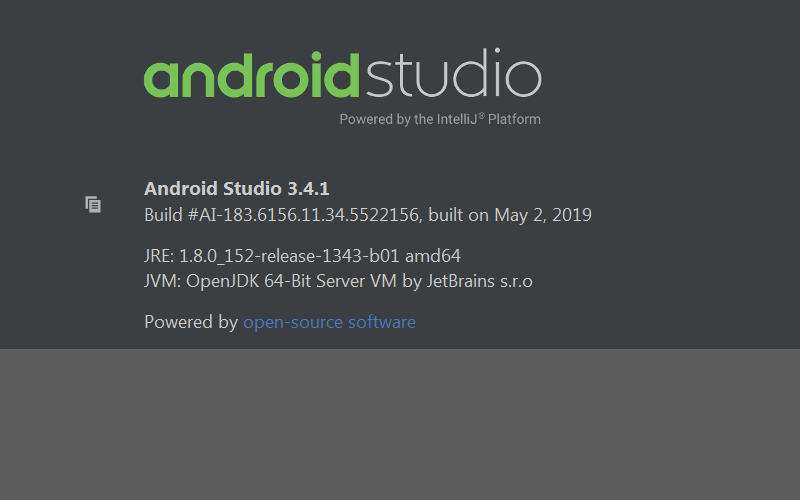 androidstudio
Powered by the IntelliJ® Platform
Android Studio 3.4.1
Build #AI-183.6156.11.34.5522156, built on May 2, 2019
JRE: 1.8.0_152-release-1343-b01 amd64
JVM: OpenJDK 64-Bit Server VM by JetBrains s.r.o
Powered by open-source software